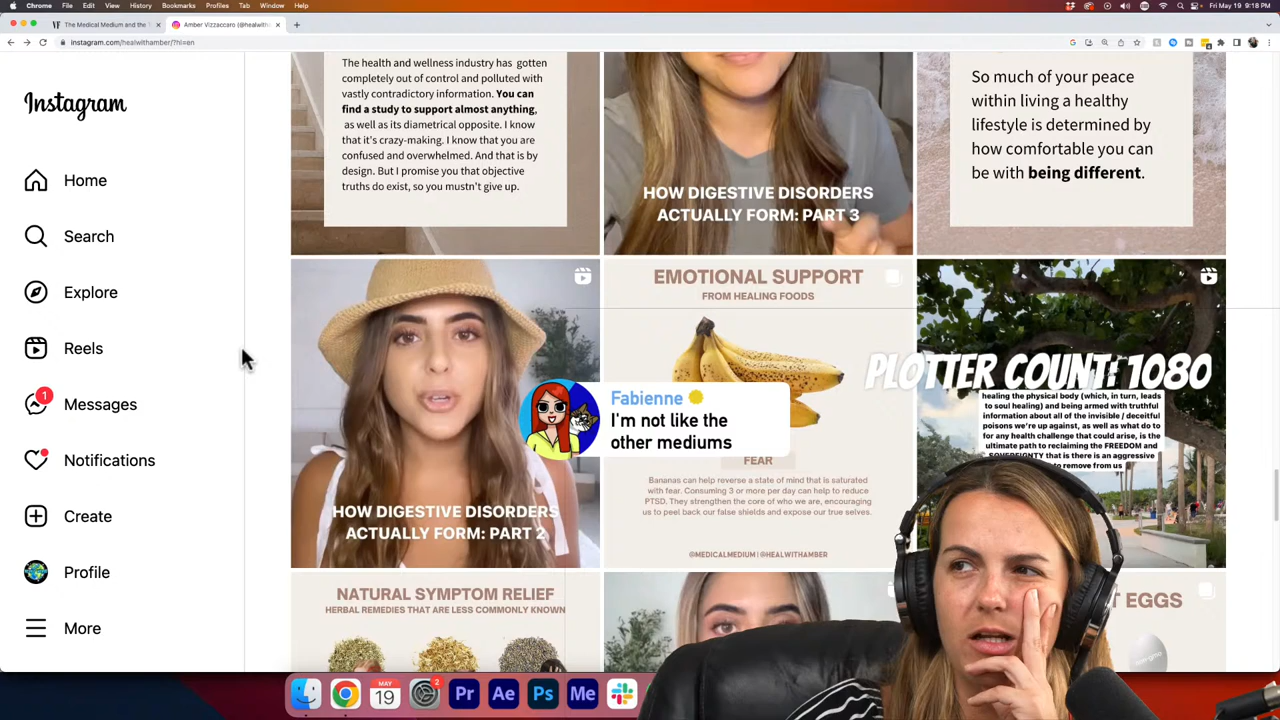 Chrome File Edit View History Bookmarks Profiles Tab Window Help
Fri May 19 9:18 PM
The Medical Medium and the
Amber Vizzaccaro (@healwith
instagram.com/healwithamber/?hl=en
Instagram
Home
Search
Explore
Reels
1
Messages
Notifications
Create
Profile
More
The health and wellness industry has gotten
completely out of control and polluted with
vastly contradictory information. You can
find a study to support almost anything,
as well as its diametrical opposite. I know
that it's crazy-making. I know that you are
confused and overwhelmed. And that is by
design. But I promise you that objective
truths do exist, so you mustn't give up.
HOW DIGESTIVE DISORDERS
ACTUALLY FORM: PART 3
So much of your peace
within living a healthy
lifestyle is determined by
how comfortable you can
be with being different.
HOW DIGESTIVE DISORDERS
ACTUALLY FORM: PART 2
EMOTIONAL SUPPORT
FROM HEALING FOODS
Fabienne
I'm not like the
other mediums
FEAR
Bananas can help reverse a state of mind that is saturated
with fear. Consuming 3 or more per day can help to reduce
PTSD. They strengthen the core of who we are, encouraging
us to peel back our false shields and expose our true selves.
@MEDICALMEDIUM | @HEALWITHAMBER
PLOTTER COUNT: 1080
healing the physical body (which, in turn, leads
to soul healing) and being armed with truthful
information about all of the invisible / deceitful
poisons we're up against, as well as what do to
for any health challenge that could arise, is the
ultimate path to reclaiming the FREEDOM and
SOVEREIGNTY that is there is an aggressive
to remove from us
NATURAL SYMPTOM RELIEF
HERBAL REMEDIES THAT ARE LESS COMMONLY KNOWN
T EGGS
MAY
19
2
Pr
Ae
Ps
Me